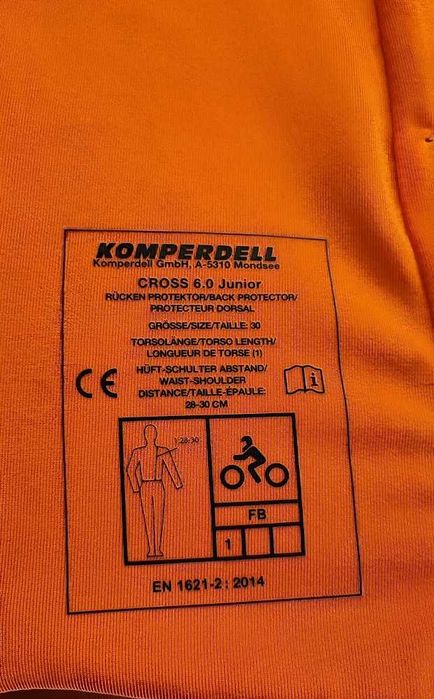 KOMPERDELL
Komperdell GmbH, A-5310 Mondsee
CROSS 6.0 Junior
RÜCKEN PROTEKTOR/BACK PROTECTOR/
PROTECTEUR DORSAL
GRÖSSE/SIZE/TAILLE: 30
TORSOLÄNGE/TORSO LENGTH/
LONGUEUR DE TORSE (1)
HÜFT-SCHULTER ABSTAND/
WAIST-SHOULDER
DISTANCE/TAILLE-ÉPAULE:
28-30 CM
CE
i
1 28-30
FB
1
EN 1621-2 : 2014